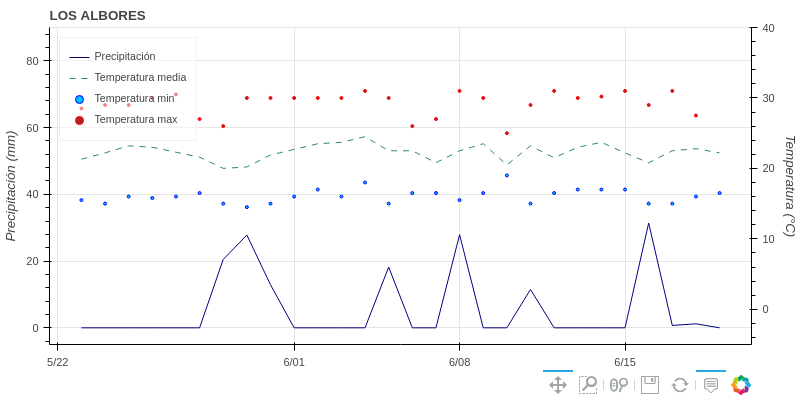 LOS ALBORES
Precipitación
Temperatura media
Temperatura min
Temperatura max
Precipitación (mm)
80
60
40
20
0
40
30
20
10
0
Temperatura (°C)
5/22
6/01
6/08
6/15